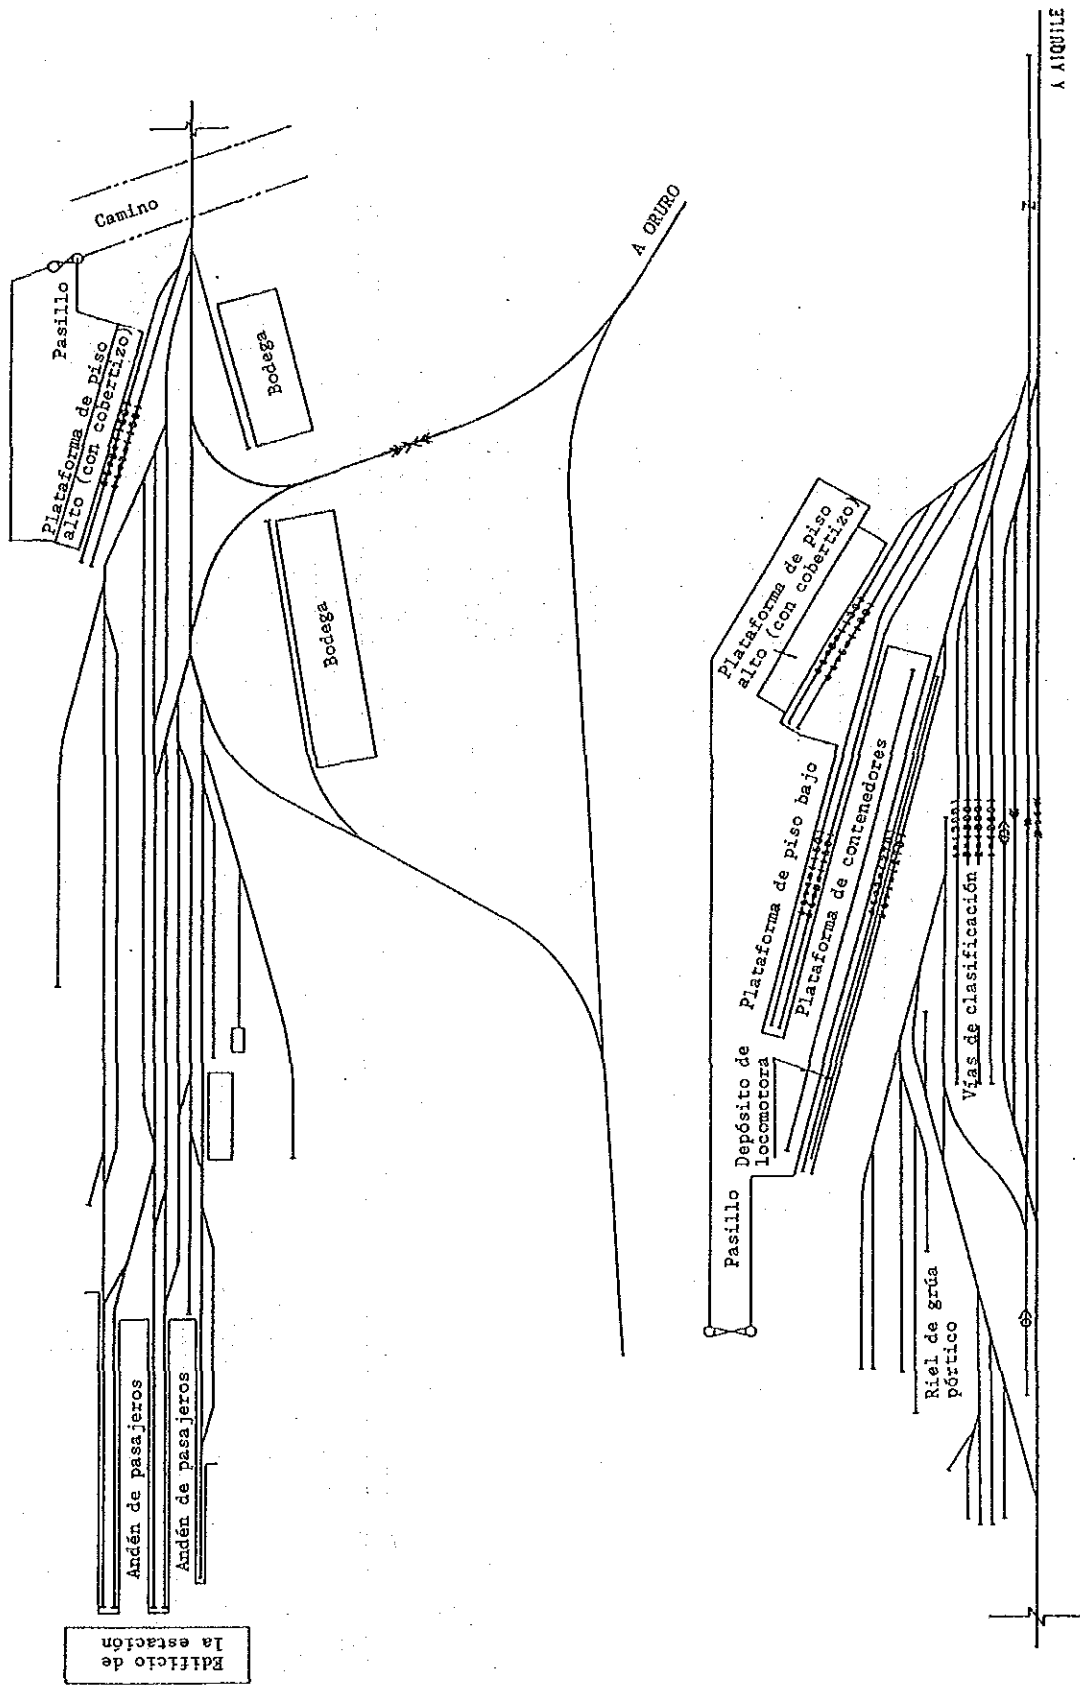 Camino
Pasillo
Plataforma de piso
alto (con cobertizo)
Bodega
Bodega
A ORURO
Andén de pasajeros
Andén de pasajeros
Edificio de
la estación
A AIQUILE
Plataforma de piso
alto (con cobertizo)
Plataforma de piso bajo
Plataforma de contenedores
Depósito de
locomotora
Pasillo
Vías de clasificación
Riel de grúa
pórtico